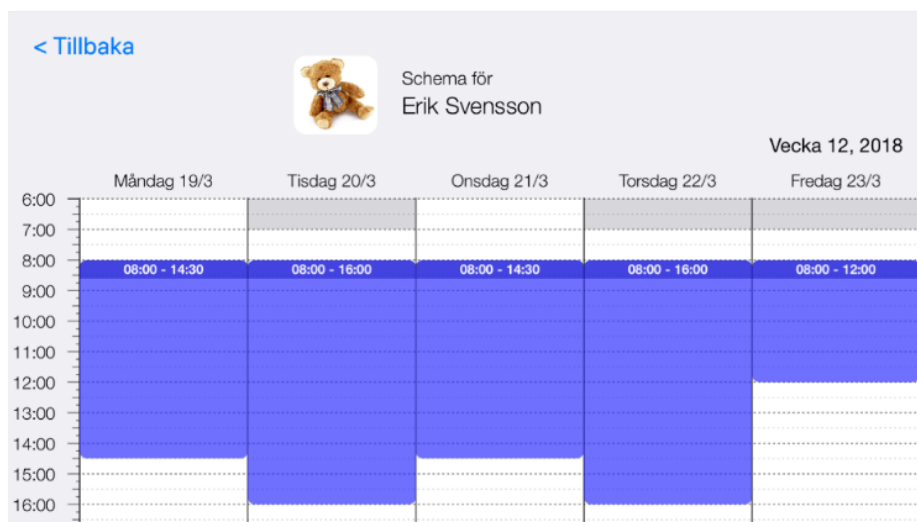 < Tillbaka
Schema för
Erik Svensson
Vecka 12, 2018
Måndag 19/3 Tisdag 20/3 Onsdag 21/3 Torsdag 22/3 Fredag 23/3
6:00
7:00
8:00
08:00 - 14:30 08:00 - 16:00 08:00 - 14:30 08:00 - 16:00 08:00 - 12:00
9:00
10:00
11:00
12:00
13:00
14:00
15:00
16:00